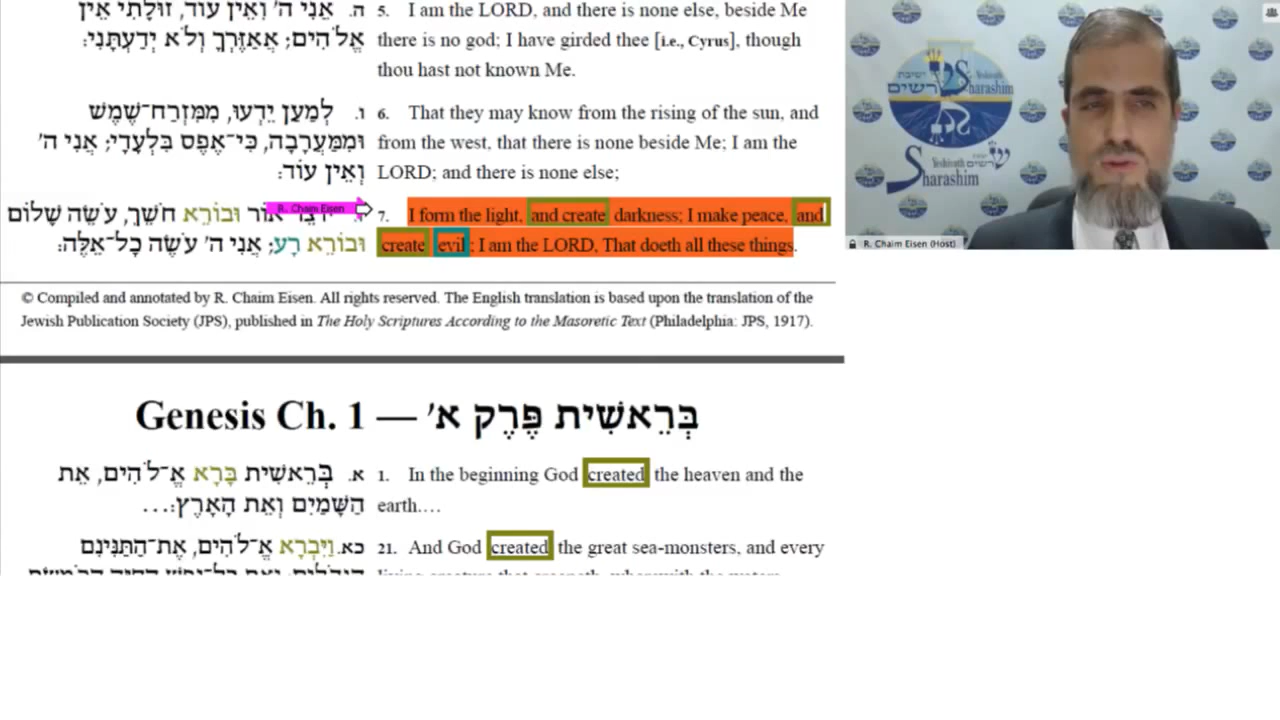 ה. אֲנִי ה' וְאֵין עוֹד, זוּלָתִי אֵין
אֱלֹהִים; אֲאַזֶּרְךָ וְלֹא יְדַעְתָּנִי:
5. I am the LORD, and there is none else, beside Me
there is no god; I have girded thee [i.e., Cyrus], though
thou hast not known Me.
ו. לְמַעַן יֵדְעוּ, מִמִּזְרַח־שֶׁמֶשׁ
וּמִמַּעֲרָבָה, כִּי־אֶפֶס בִּלְעָדָי; אֲנִי ה'
וְאֵין עוֹד:
6. That they may know from the rising of the sun, and
from the west, that there is none beside Me; I am the
LORD; and there is none else;
אוֹר וּבוֹרֵא חֹשֶׁךְ, עֹשֶׂה שָׁלוֹם
וּבוֹרֵא רָע; אֲנִי ה' עֹשֶׂה כָל־אֵלֶּה:
R. Chaim Eisen
7. I form the light, and create darkness; I make peace, and
create evil; I am the LORD, That doeth all these things.
© Compiled and annotated by R. Chaim Eisen. All rights reserved. The English translation is based upon the translation of the
Jewish Publication Society (JPS), published in The Holy Scriptures According to the Masoretic Text (Philadelphia: JPS, 1917).
Genesis Ch. 1 — בְּרֵאשִׁית פֶּרֶק א'
א. בְּרֵאשִׁית בָּרָא אֱ־לֹהִים, אֵת
הַשָּׁמַיִם וְאֵת הָאָרֶץ:…
1. In the beginning God created the heaven and the
earth….
כא. וַיִּבְרָא אֱ־לֹהִים, אֶת־הַתַּנִּינִם
21. And God created the great sea-monsters, and every
ישיבת
שרשים
Sharashim
Yeshivath
Sharashim
R. Chaim Eisen (Host)